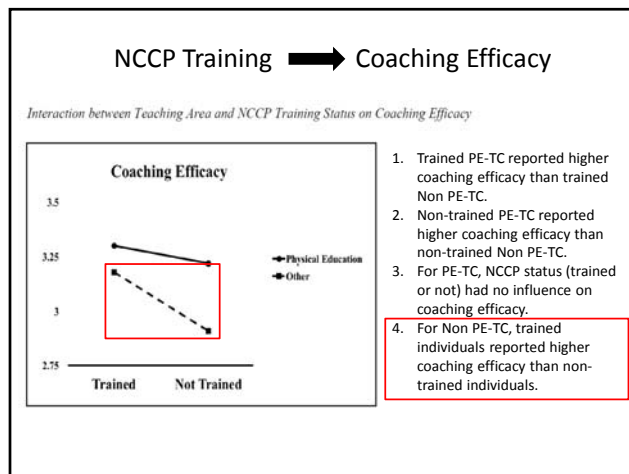 NCCP Training Coaching Efficacy
Interaction between Teaching Area and NCCP Training Status on Coaching Efficacy
Coaching Efficacy
3.5
3.25
3
2.75
Trained Not Trained
Physical Education
Other
1. Trained PE-TC reported higher
coaching efficacy than trained
Non PE-TC.
2. Non-trained PE-TC reported
higher coaching efficacy than
non-trained Non PE-TC.
3. For PE-TC, NCCP status (trained
or not) had no influence on
coaching efficacy.
4. For Non PE-TC, trained
individuals reported higher
coaching efficacy than non-
trained individuals.